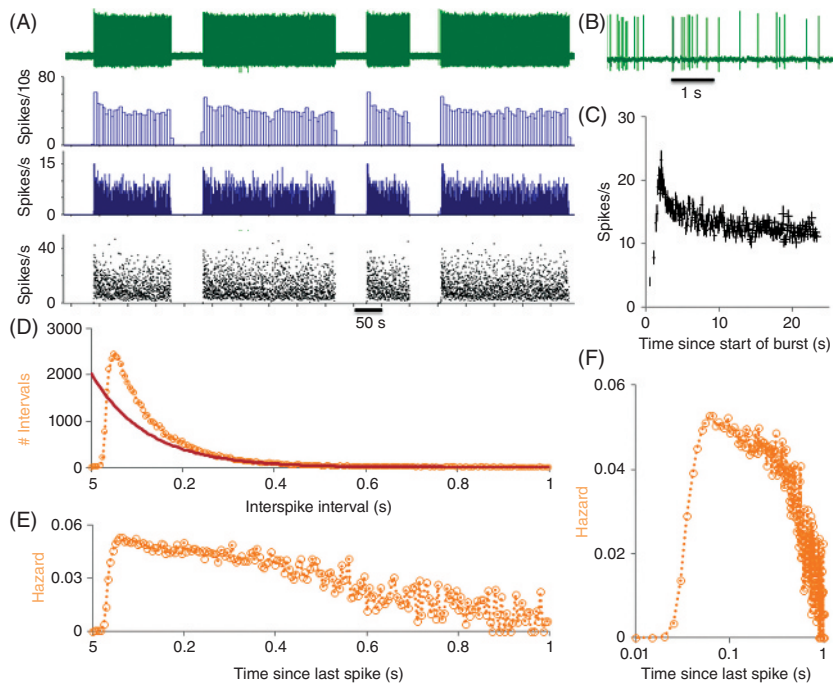 (A)
80
40
0
Spikes/10s
15
0
Spikes/s
40
0
Spikes/s
50 s
(B)
1 s
(C)
30
20
10
0
Spikes/s
0 10 20
Time since start of burst (s)
(D)
3000
2000
1000
0
# Intervals
5 0.2 0.4 0.6 0.8 1
Interspike interval (s)
(E)
0.06
0.03
0
Hazard
5 0.2 0.4 0.6 0.8 1
Time since last spike (s)
(F)
0.06
0.04
0.02
0
Hazard
0.01 0.1 1
Time since last spike (s)